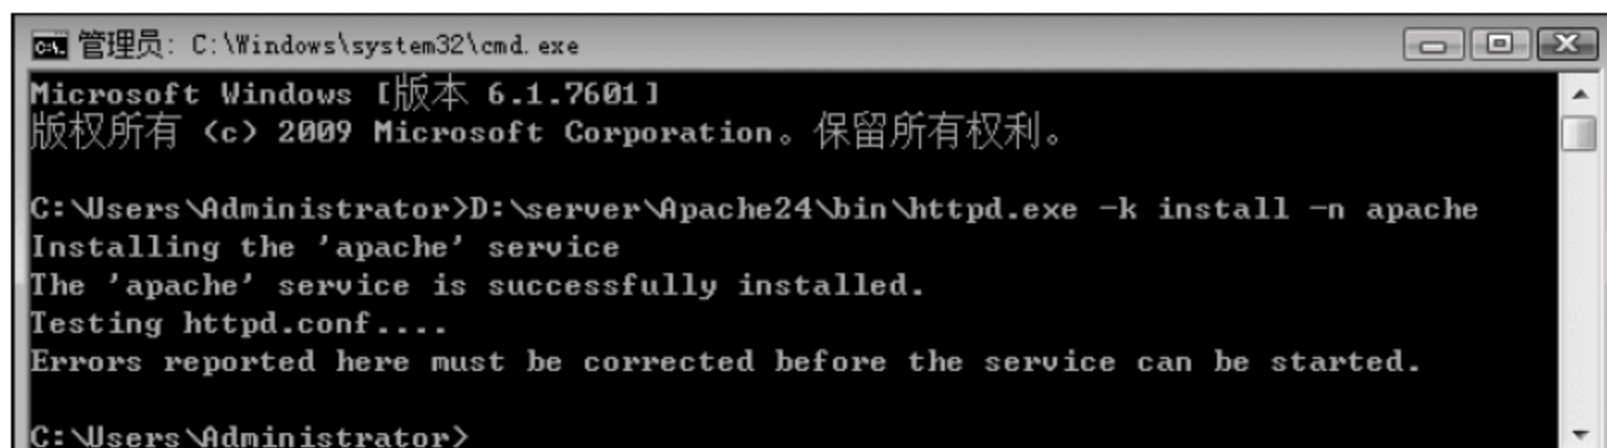 管理员: C:\Windows\system32\cmd.exe
Microsoft Windows [版本 6.1.7601]
版权所有 (c) 2009 Microsoft Corporation。保留所有权利。
C:\Users\Administrator>D:\server\Apache24\bin\httpd.exe -k install -n apache
Installing the 'apache' service
The 'apache' service is successfully installed.
Testing httpd.conf....
Errors reported here must be corrected before the service can be started.
C:\Users\Administrator>